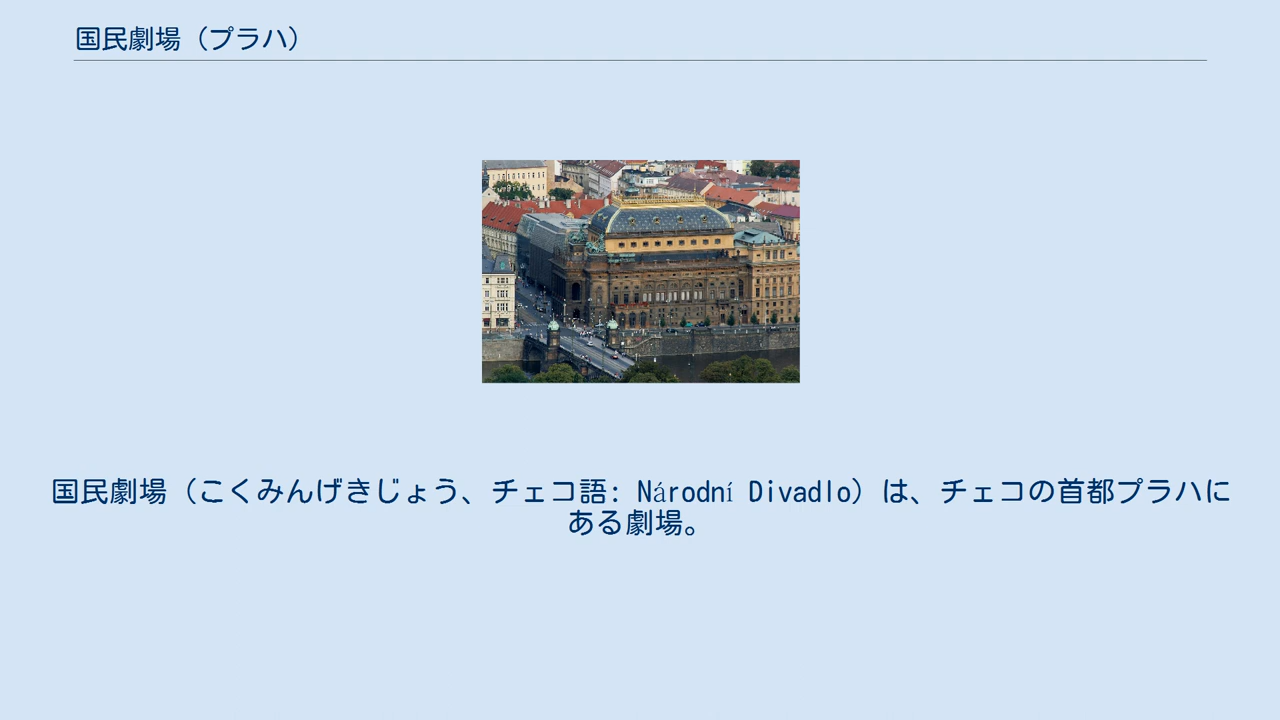 国民劇場（プラハ）
国民劇場（こくみんげきじょう、チェコ語: Národní Divadlo）は、チェコの首都プラハに
ある劇場。